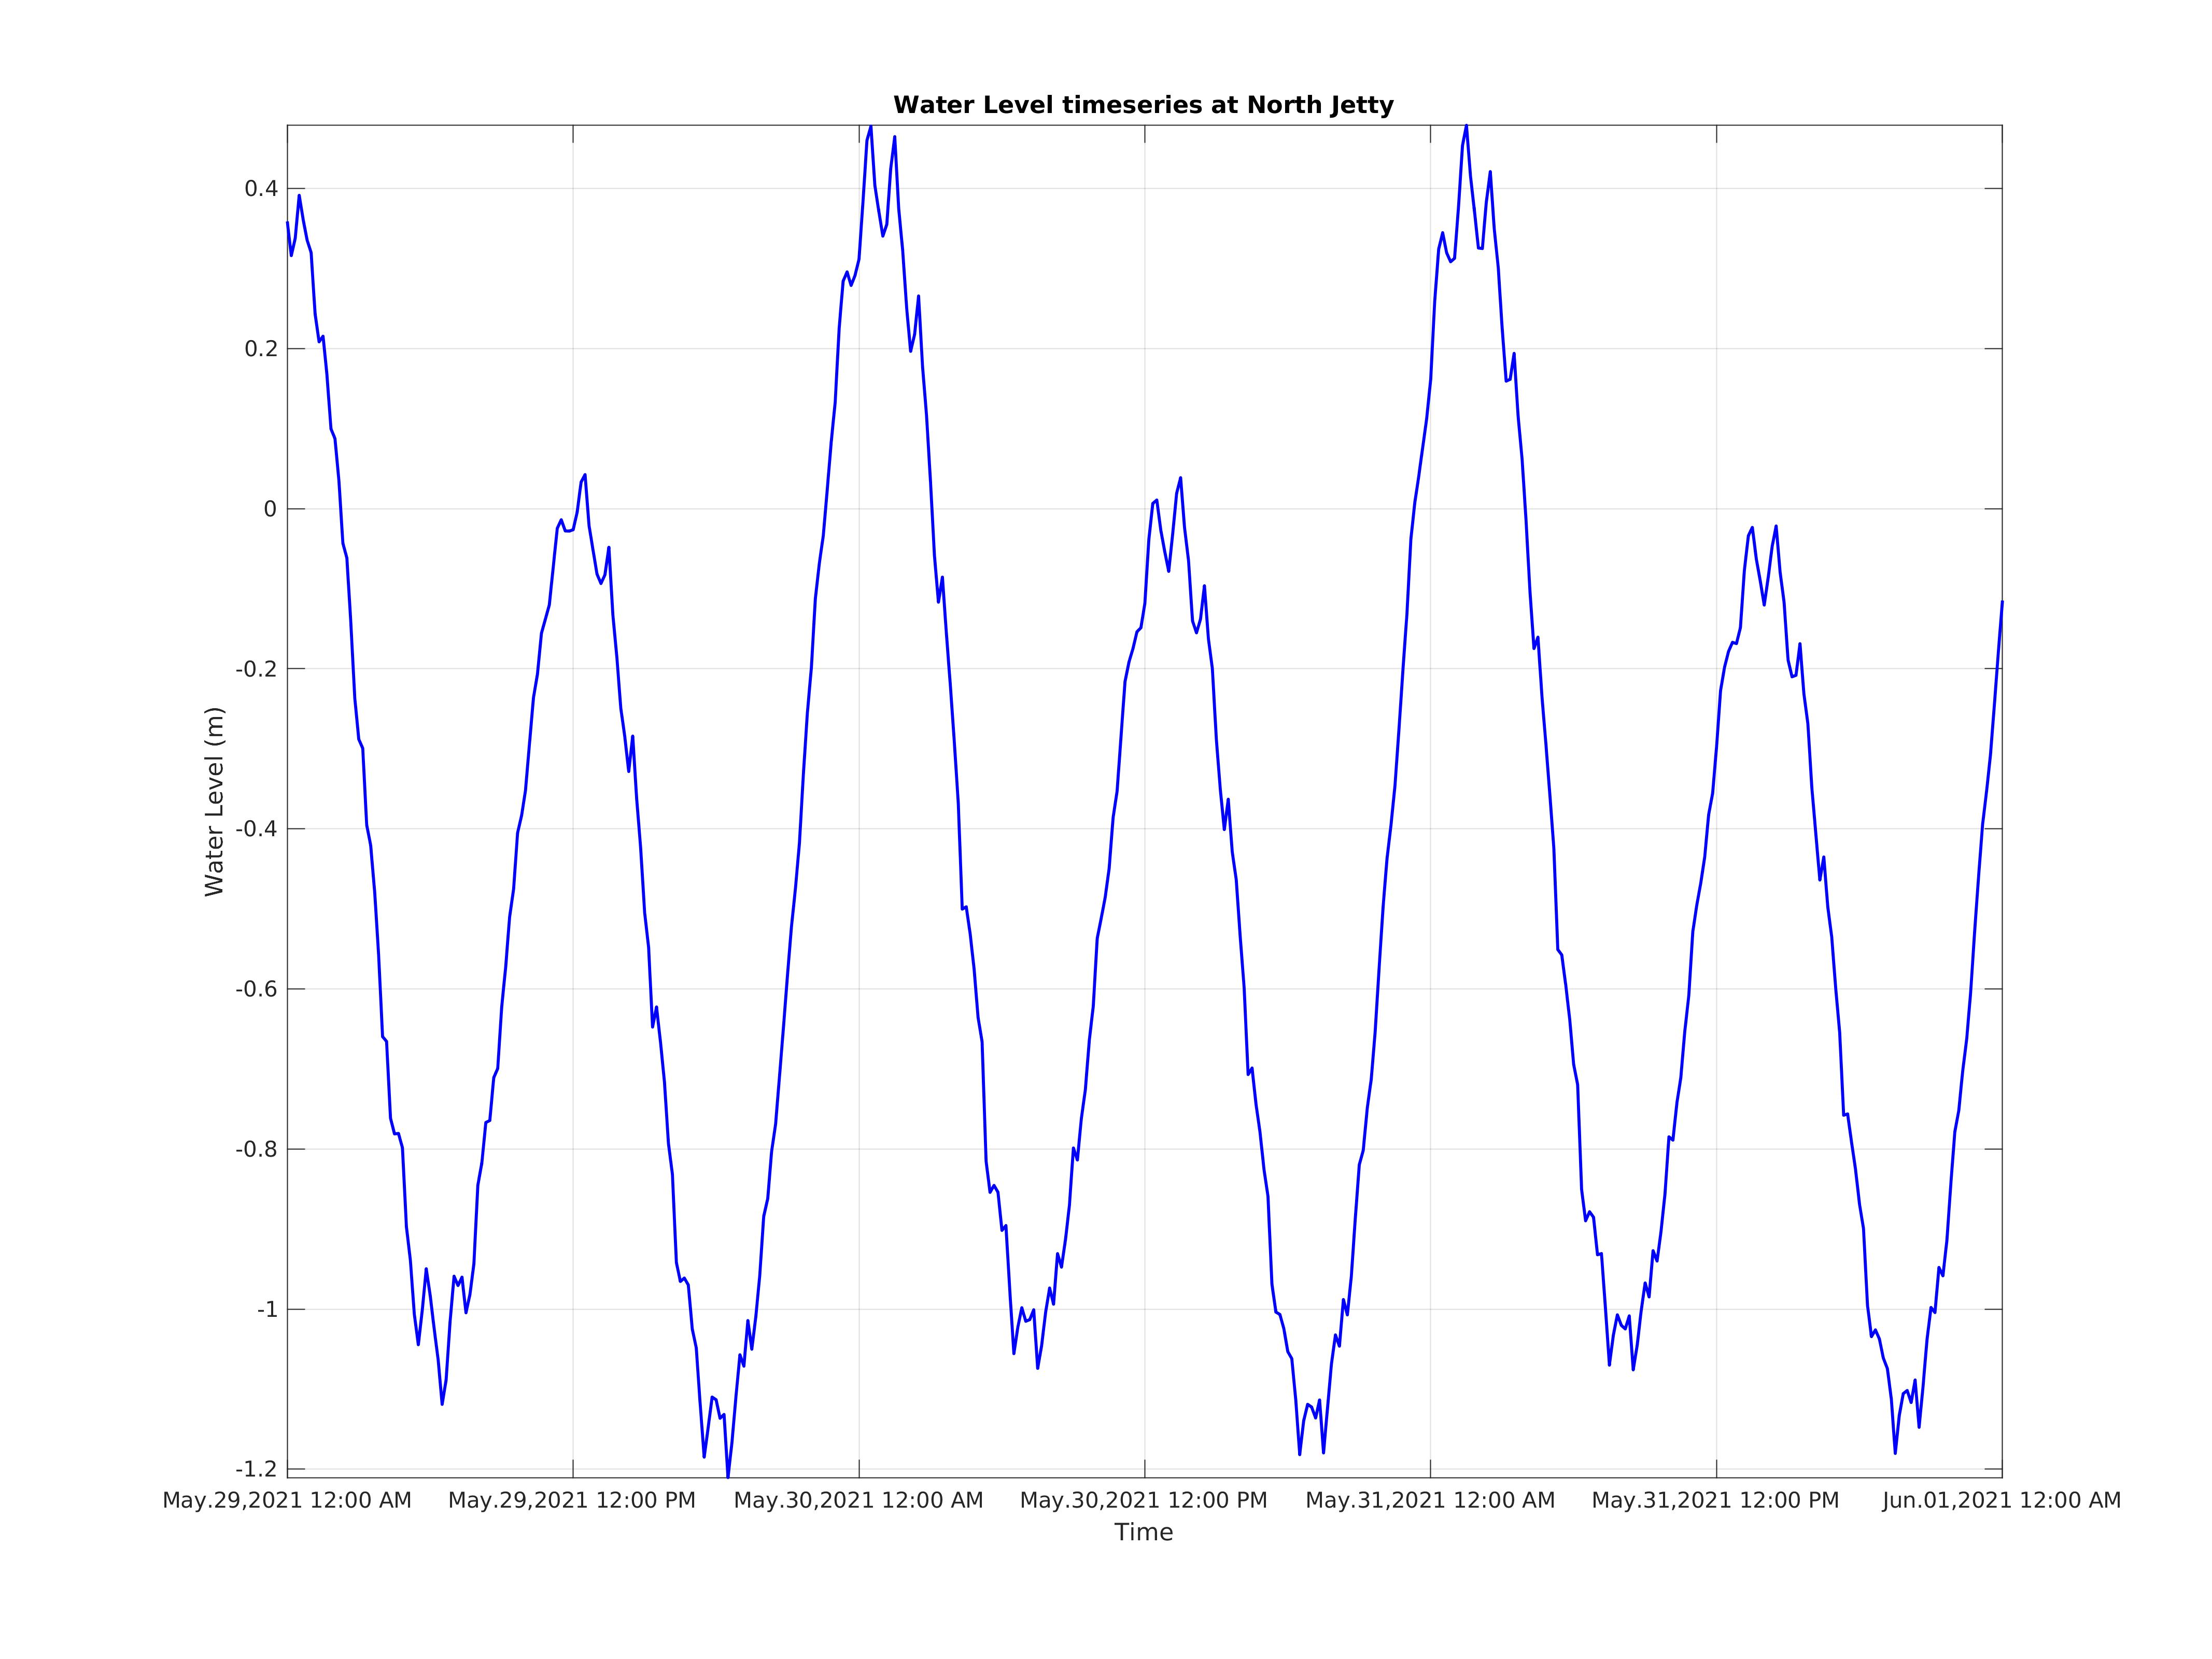 Water Level timeseries at North Jetty
0.4
0.2
0
-0.2
-0.4
-0.6
-0.8
-1
-1.2
Water Level (m)
May.29,2021 12:00 AM May.29,2021 12:00 PM May.30,2021 12:00 AM May.30,2021 12:00 PM May.31,2021 12:00 AM May.31,2021 12:00 PM Jun.01,2021 12:00 AM
Time